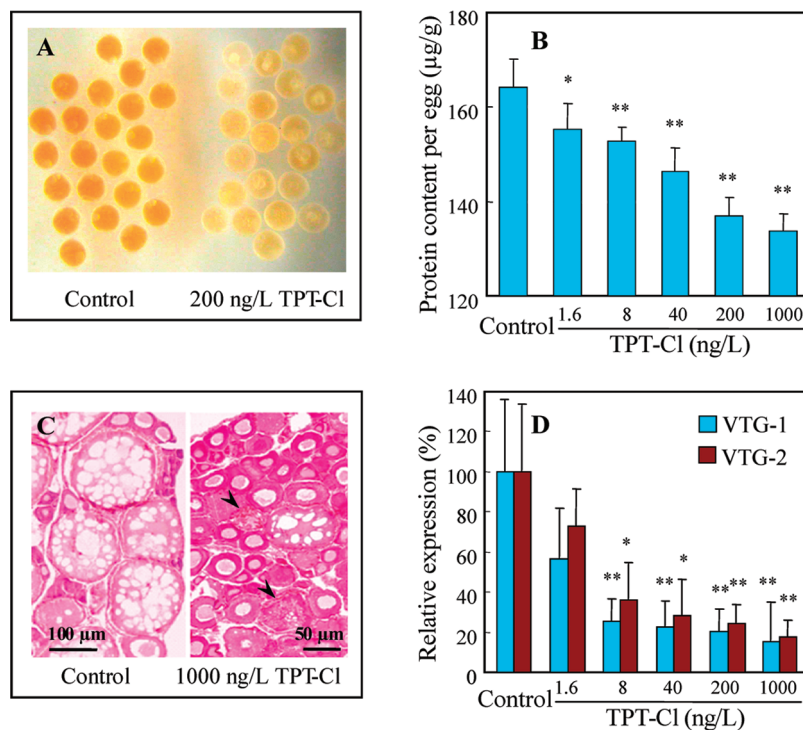 A
Control 200 ng/L TPT-Cl
B
Protein content per egg (µg/g)
180
160
140
120
*
**
**
**
**
Control 1.6 8 40 200 1000
TPT-Cl (ng/L)
C
100 µm
50 µm
Control 1000 ng/L TPT-Cl
D
Relative expression (%)
140
120
100
80
60
40
20
0
VTG-1
VTG-2
** *
** *
** **
** **
Control 1.6 8 40 200 1000
TPT-Cl (ng/L)